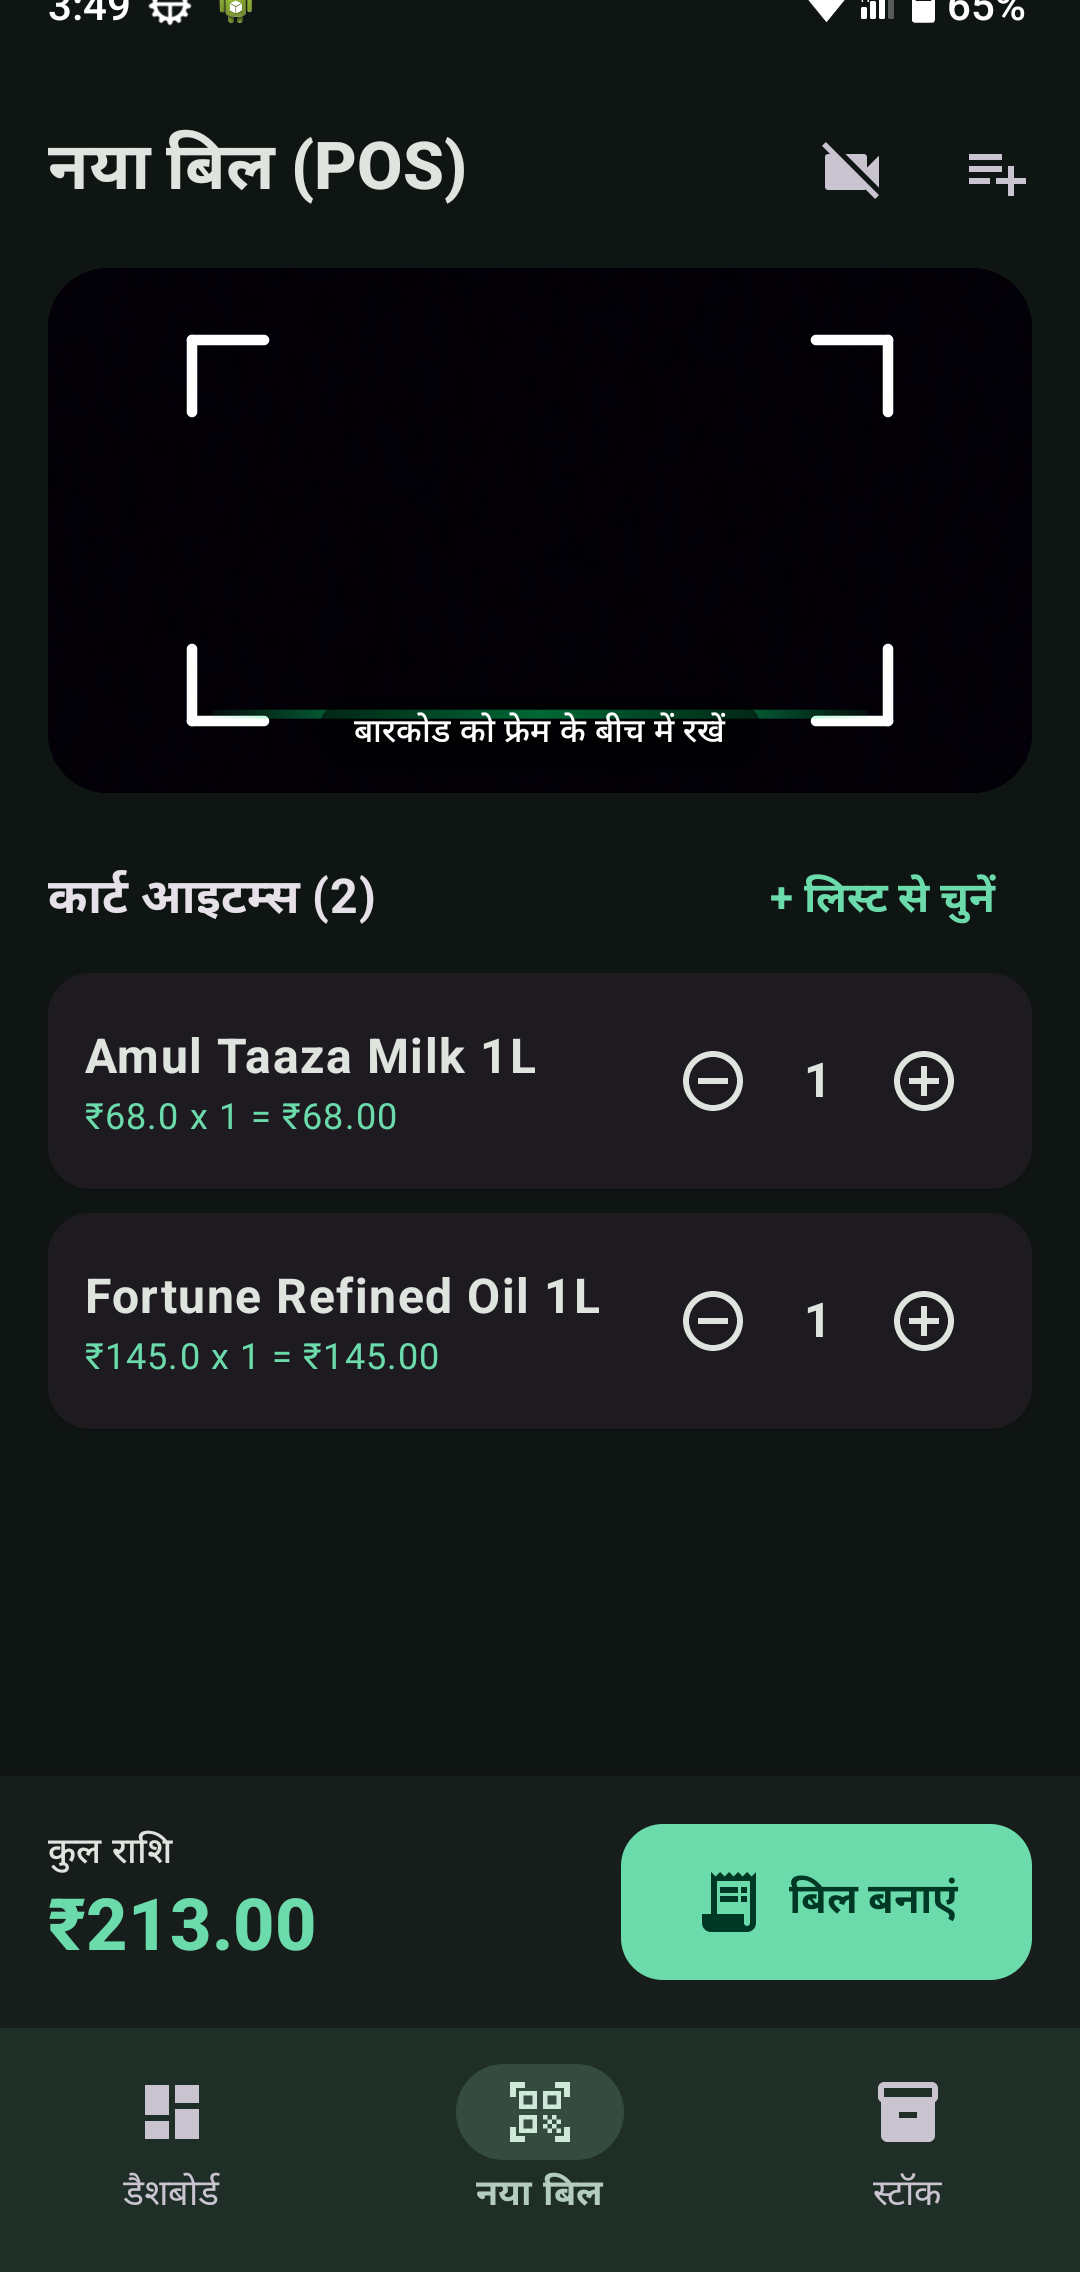 3:49
65%
नया बिल (POS)
बारकोड को फ्रेम के बीच में रखें
कार्ट आइटम्स (2)
+ लिस्ट से चुनें
Amul Taaza Milk 1L
₹68.0 x 1 = ₹68.00
1
Fortune Refined Oil 1L
₹145.0 x 1 = ₹145.00
1
कुल राशि
₹213.00
बिल बनाएं
डैशबोर्ड
नया बिल
स्टॉक